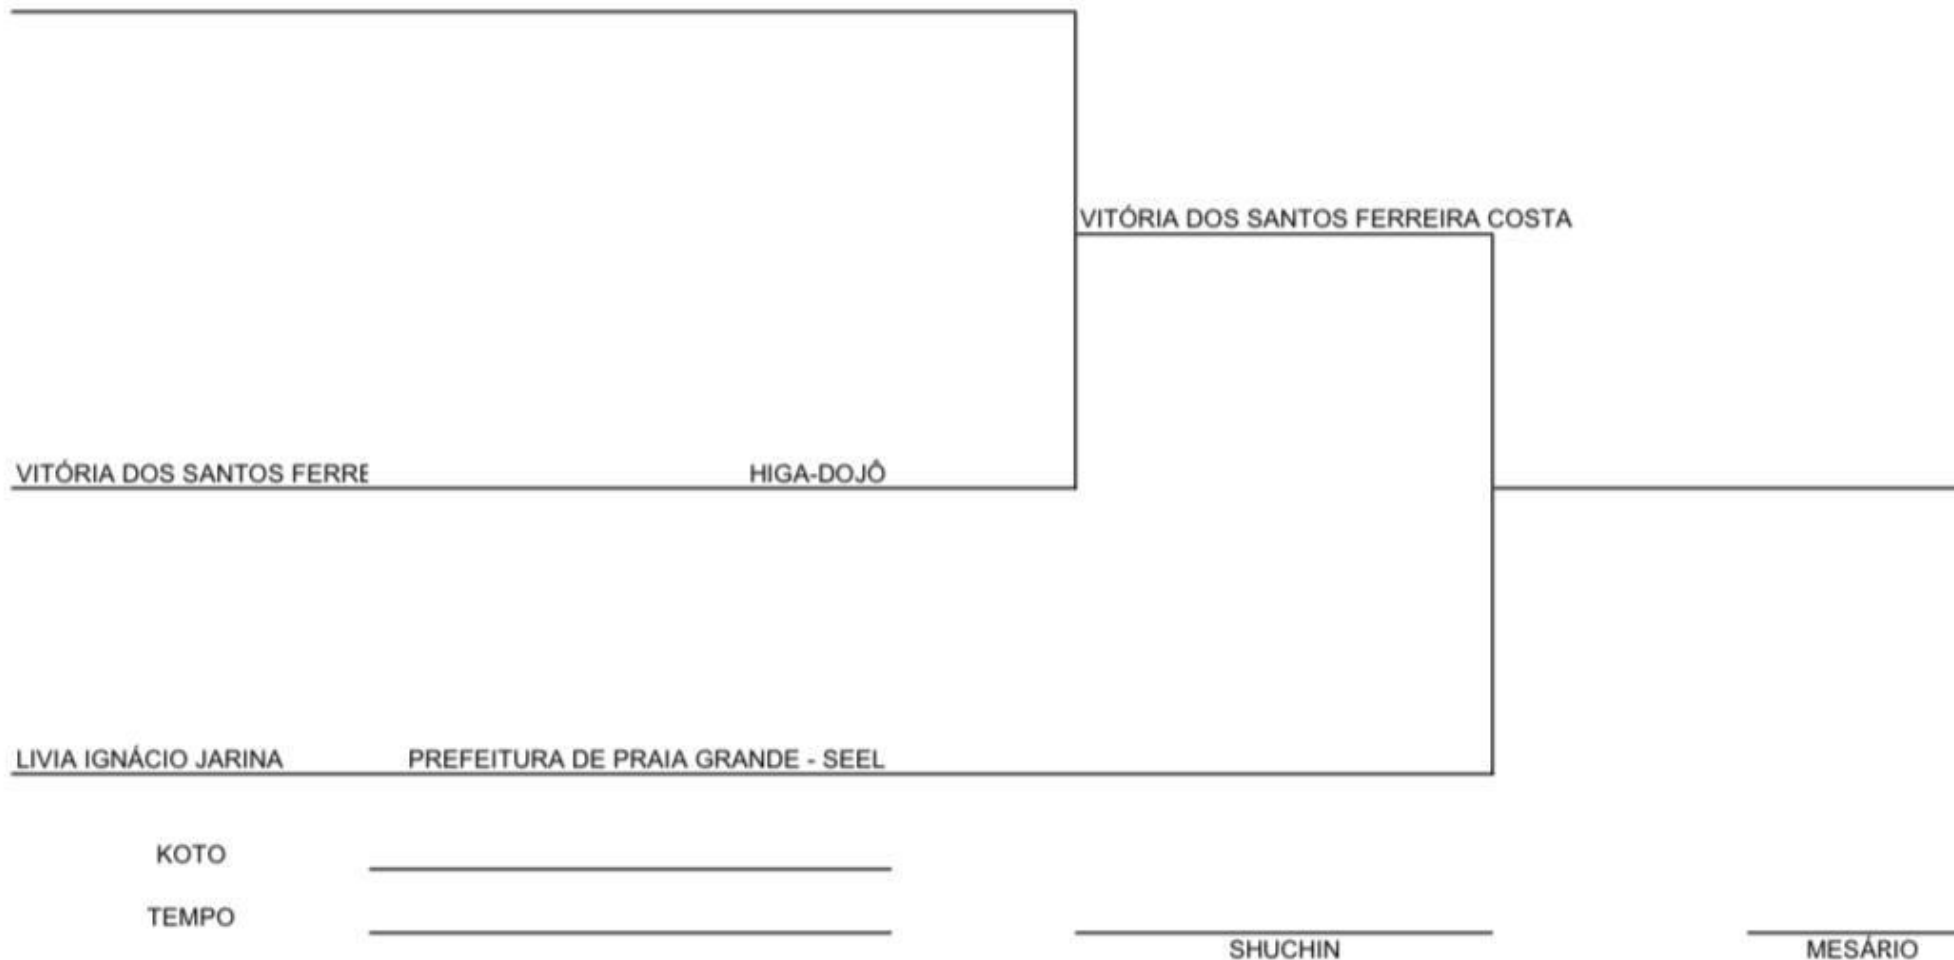 VITÓRIA DOS SANTOS FERREIRA COSTA
VITÓRIA DOS SANTOS FERRE HIGA-DOJÔ
LIVIA IGNÁCIO JARINA PREFEITURA DE PRAIA GRANDE - SEEL
KOTO
TEMPO
SHUCHIN MESÁRIO